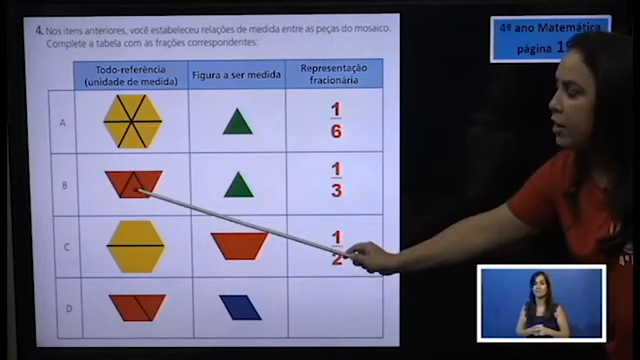 4. Nos itens anteriores, você estabeleceu relações de medida entre as peças do mosaico.
Complete a tabela com as frações correspondentes:
Todo-referência
(unidade de medida)
Figura a ser medida
Representação
fracionária
A
1
6
B
1
3
C
1
2
D
4º ano Matemática
página